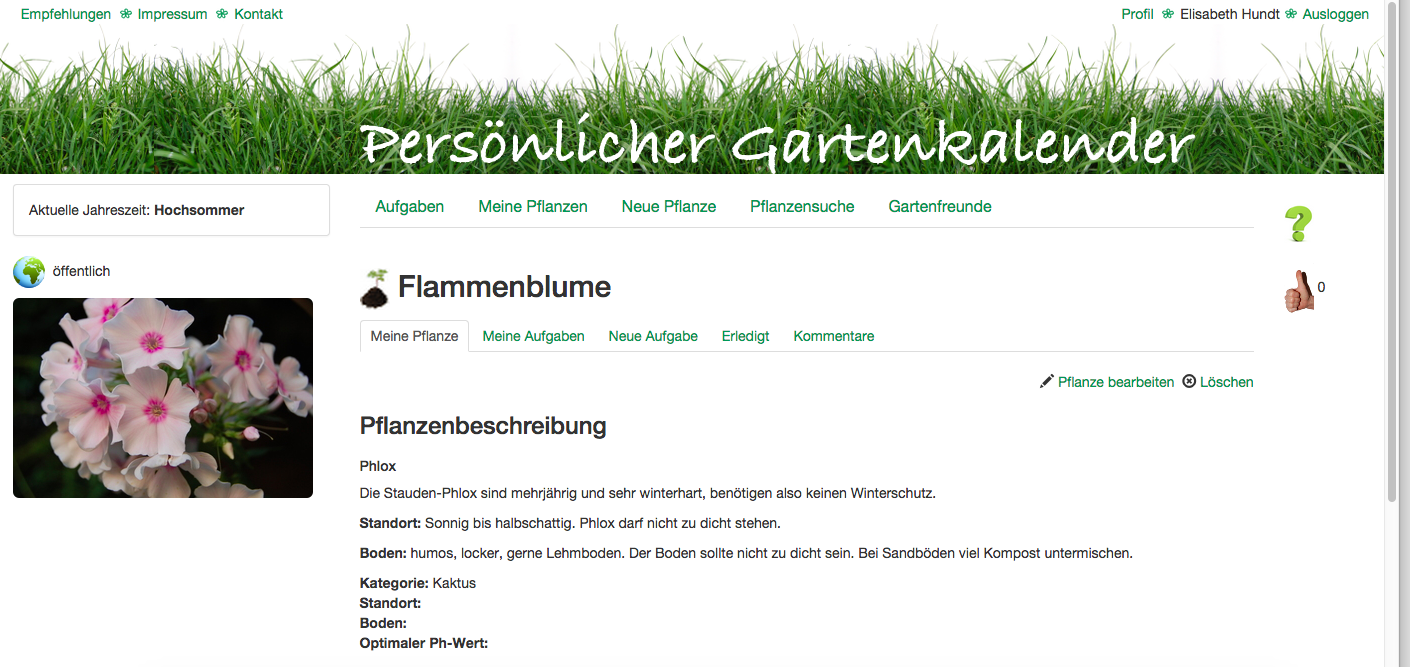 Empfehlungen Impressum Kontakt
Profil Elisabeth Hundt Ausloggen
Persönlicher Gartenkalender
Aktuelle Jahreszeit: Hochsommer
öffentlich
Aufgaben Meine Pflanzen Neue Pflanze Pflanzensuche Gartenfreunde
Flammenblume
0
Meine Pflanze Meine Aufgaben Neue Aufgabe Erledigt Kommentare
Pflanze bearbeiten Löschen
Pflanzenbeschreibung
Phlox
Die Stauden-Phlox sind mehrjährig und sehr winterhart, benötigen also keinen Winterschutz.
Standort: Sonnig bis halbschattig. Phlox darf nicht zu dicht stehen.
Boden: humos, locker, gerne Lehmboden. Der Boden sollte nicht zu dicht sein. Bei Sandböden viel Kompost untermischen.
Kategorie: Kaktus
Standort:
Boden:
Optimaler Ph-Wert: